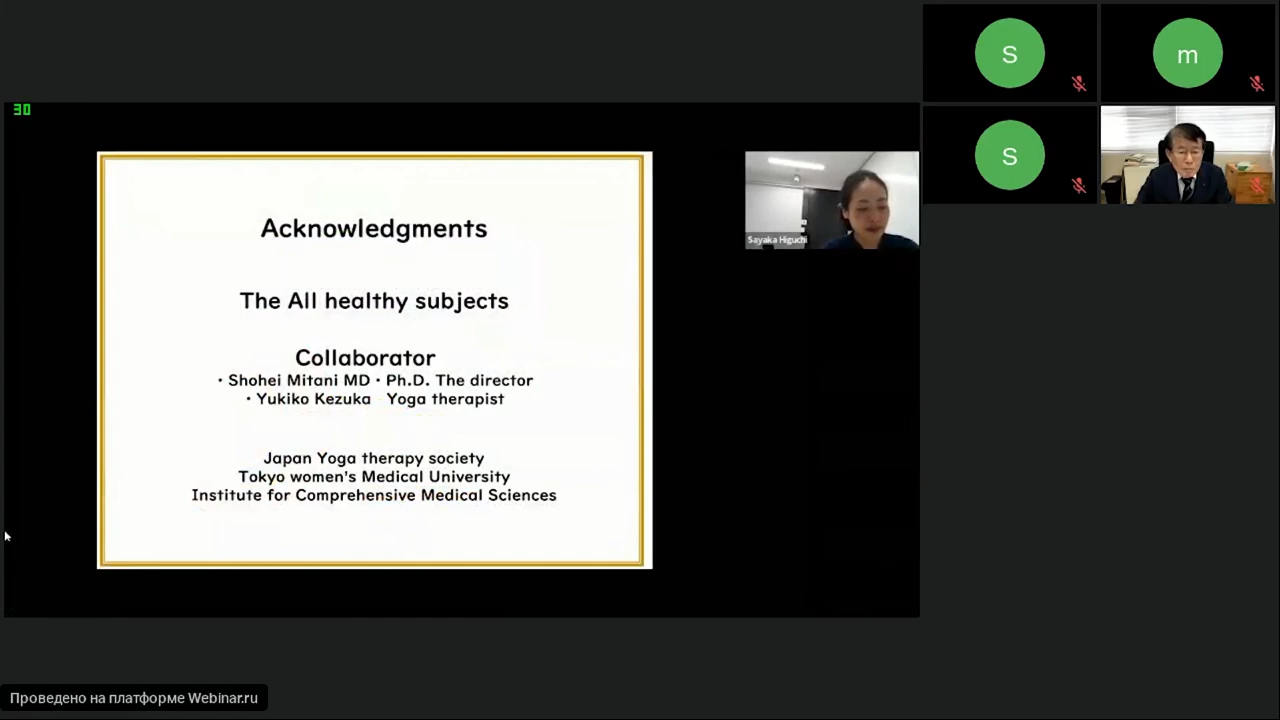 S
m
30
S
Acknowledgments
Sayaka Higuchi
The All healthy subjects
Collaborator
・Shohei Mitani MD・Ph.D. The director
・Yukiko Kezuka Yoga therapist
Japan Yoga therapy society
Tokyo women's Medical University
Institute for Comprehensive Medical Sciences
Проведено на платформе Webinar.ru